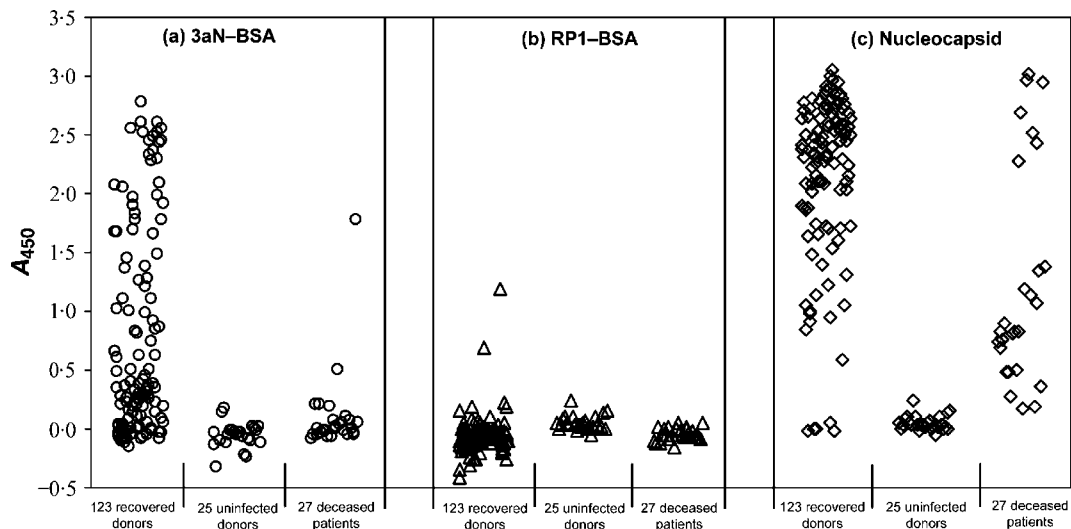 (a) 3aN–BSA
(b) RP1–BSA
(c) Nucleocapsid
A450
3·5
3·0
2·5
2·0
1·5
1·0
0·5
0·0
−0·5
123 recovered donors
25 uninfected donors
27 deceased patients
123 recovered donors
25 uninfected donors
27 deceased patients
123 recovered donors
25 uninfected donors
27 deceased patients